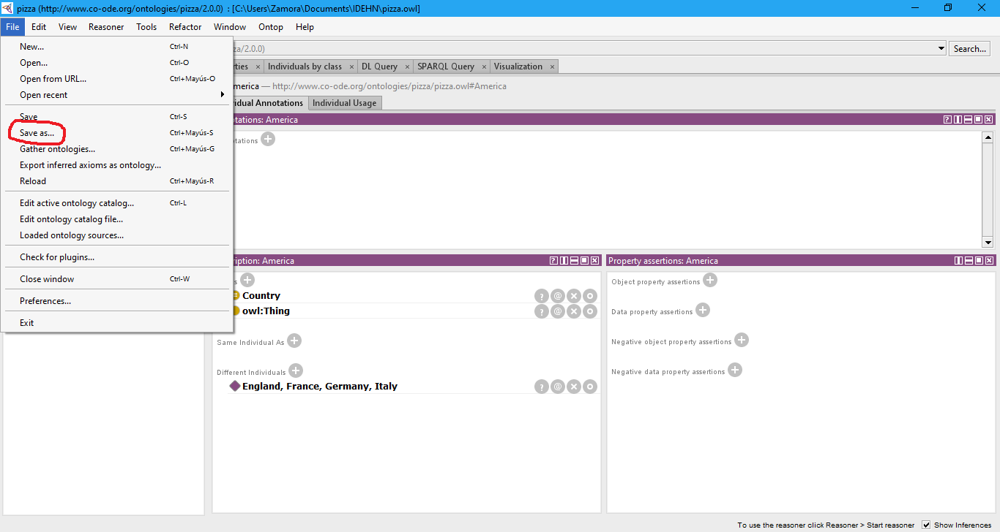 pizza (http://www.co-ode.org/ontologies/pizza/2.0.0) : [C:\Users\Zamora\Documents\IDEHN\pizza.owl]
File Edit View Reasoner Tools Refactor Window Ontop Help
New... Ctrl-N
Open... Ctrl-O
Open from URL... Ctrl+Mayús-O
Open recent
Save Ctrl-S
Save as... Ctrl+Mayús-S
Gather ontologies... Ctrl+Mayús-G
Export inferred axioms as ontology...
Reload Ctrl+Mayús-R
Edit active ontology catalog... Ctrl-L
Edit ontology catalog file...
Loaded ontology sources...
Check for plugins...
Close window Ctrl-W
Preferences...
Exit
za/2.0.0) Search...
rties × Individuals by class × DL Query × SPARQL Query × Visualization ×
merica — http://www.co-ode.org/ontologies/pizza/pizza.owl#America
vidual Annotations Individual Usage
otations: America
notations
ription: America
s
Country
owl:Thing
Same Individual As
Different Individuals
England, France, Germany, Italy
Property assertions: America
Object property assertions
Data property assertions
Negative object property assertions
Negative data property assertions
To use the reasoner click Reasoner > Start reasoner Show Inferences